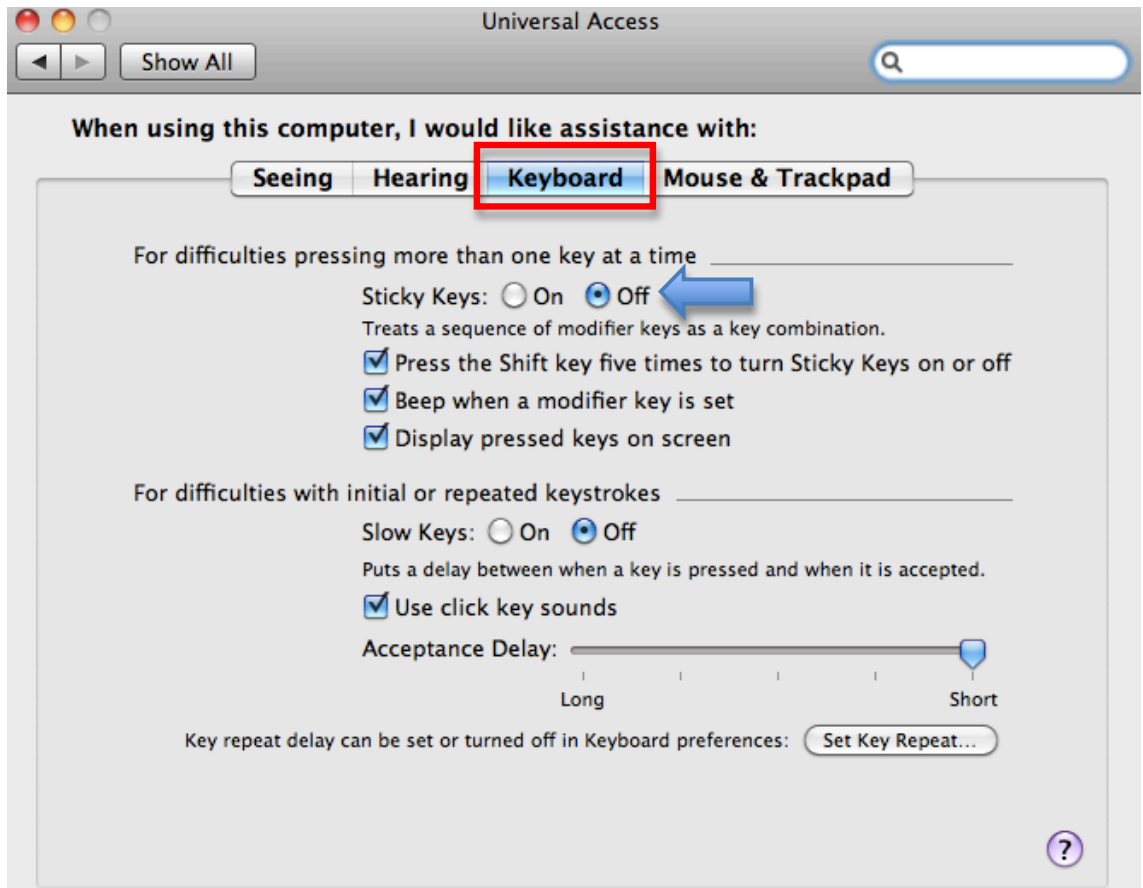 Universal Access
Show All
When using this computer, I would like assistance with:
Seeing Hearing Keyboard Mouse & Trackpad
For difficulties pressing more than one key at a time
Sticky Keys: On Off
Treats a sequence of modifier keys as a key combination.
Press the Shift key five times to turn Sticky Keys on or off
Beep when a modifier key is set
Display pressed keys on screen
For difficulties with initial or repeated keystrokes
Slow Keys: On Off
Puts a delay between when a key is pressed and when it is accepted.
Use click key sounds
Acceptance Delay:
Long Short
Key repeat delay can be set or turned off in Keyboard preferences: Set Key Repeat...
?